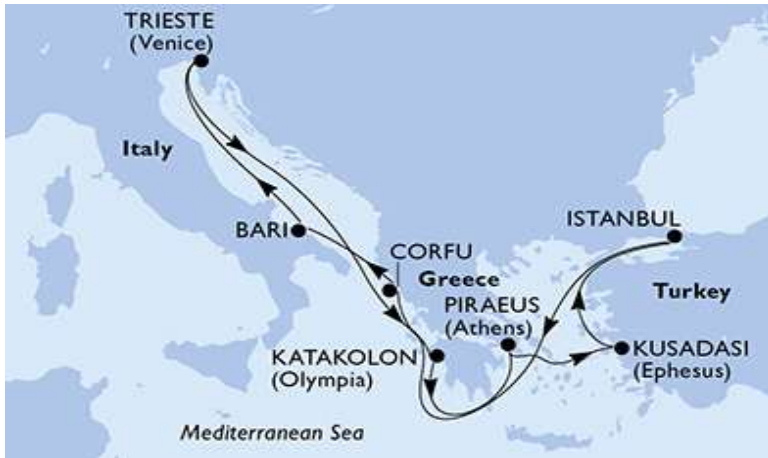 TRIESTE
(Venice)
Italy
BARI
CORFU
Greece
ISTANBUL
Turkey
PIRAEUS
(Athens)
KATAKOLON
(Olympia)
KUSADASI
(Ephesus)
Mediterranean Sea